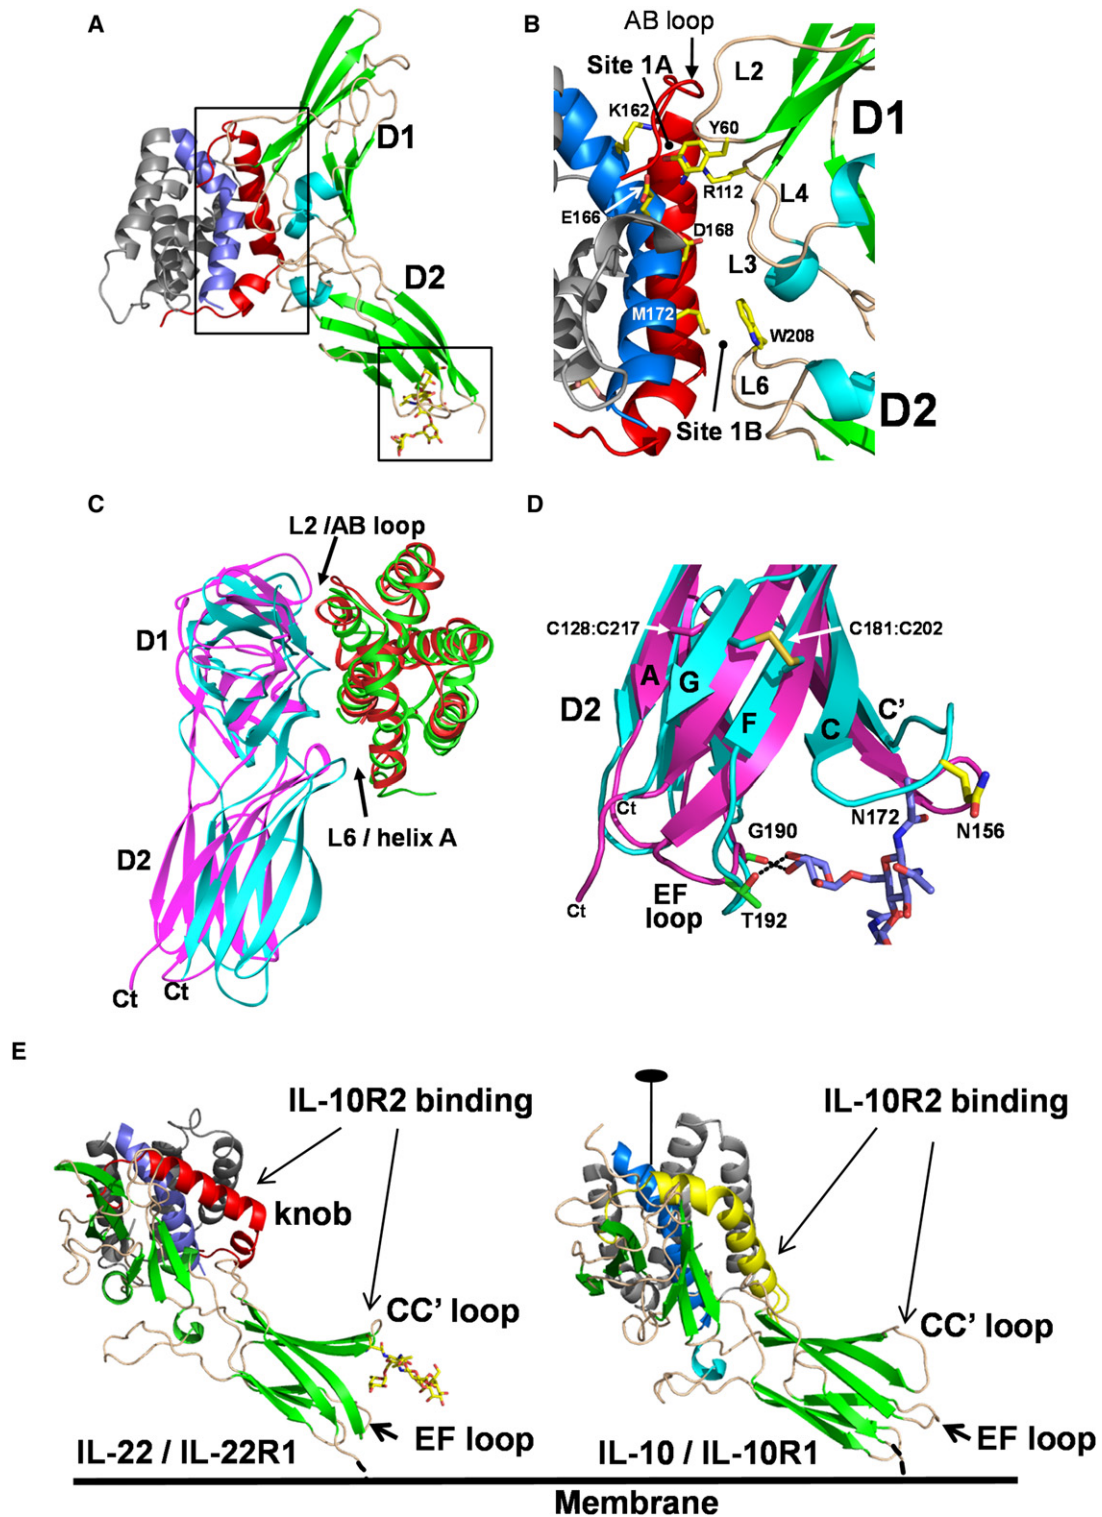 A
D1
D2
B
AB loop
Site 1A
L2
K162
Y60
D1
R112
L4
E166
D168
L3
M172
W208
L6
Site 1B
D2
C
L2 /AB loop
D1
L6 / helix A
D2
Ct
Ct
D
C128:C217
C181:C202
A
G
D2
F
C
C'
Ct
G190
N172
N156
EF
loop
T192
Ct
E
IL-10R2 binding
knob
CC' loop
EF loop
IL-22 / IL-22R1
IL-10R2 binding
CC' loop
EF loop
IL-10 / IL-10R1
Membrane